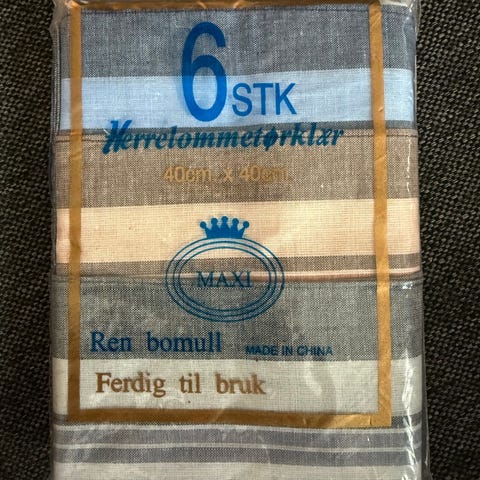 6 STK
Herrelommetørklær
40cm. x 40cm.
MAXI
Ren bomull MADE IN CHINA
Ferdig til bruk